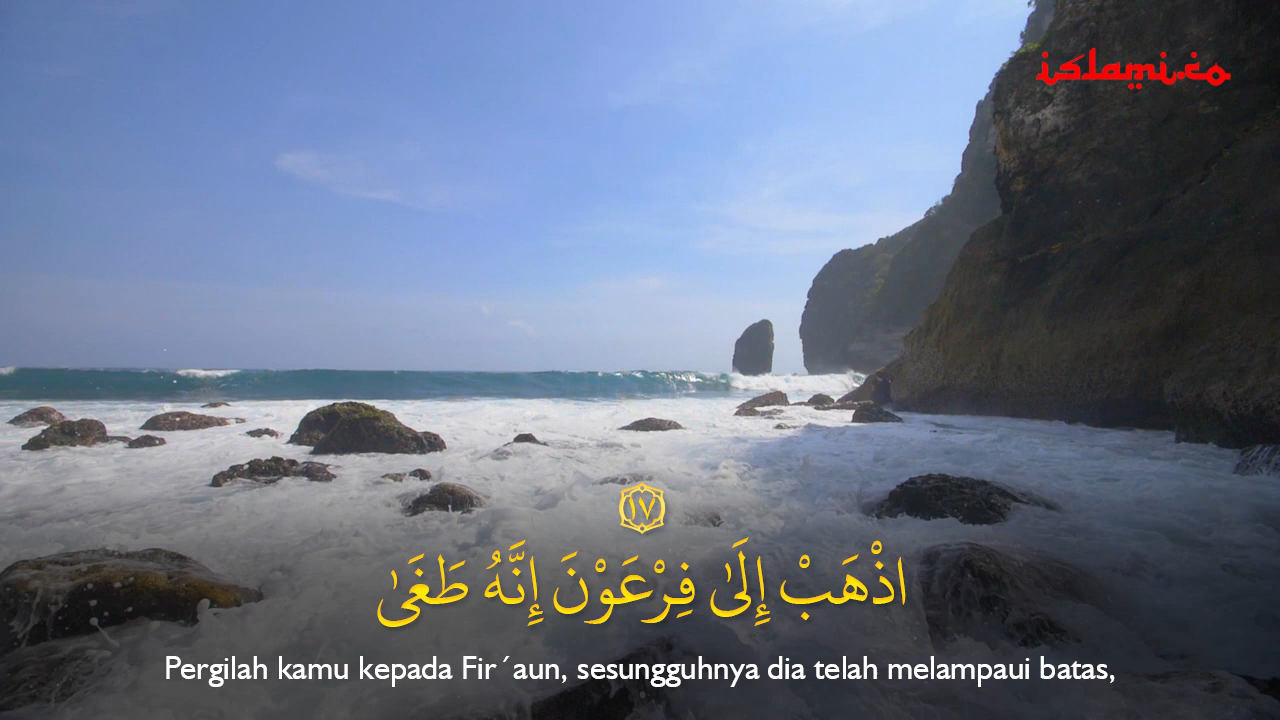 islami.co
١٧
اذْهَبْ إِلَىٰ فِرْعَوْنَ إِنَّهُ طَغَىٰ
Pergilah kamu kepada Fir´aun, sesungguhnya dia telah melampaui batas,